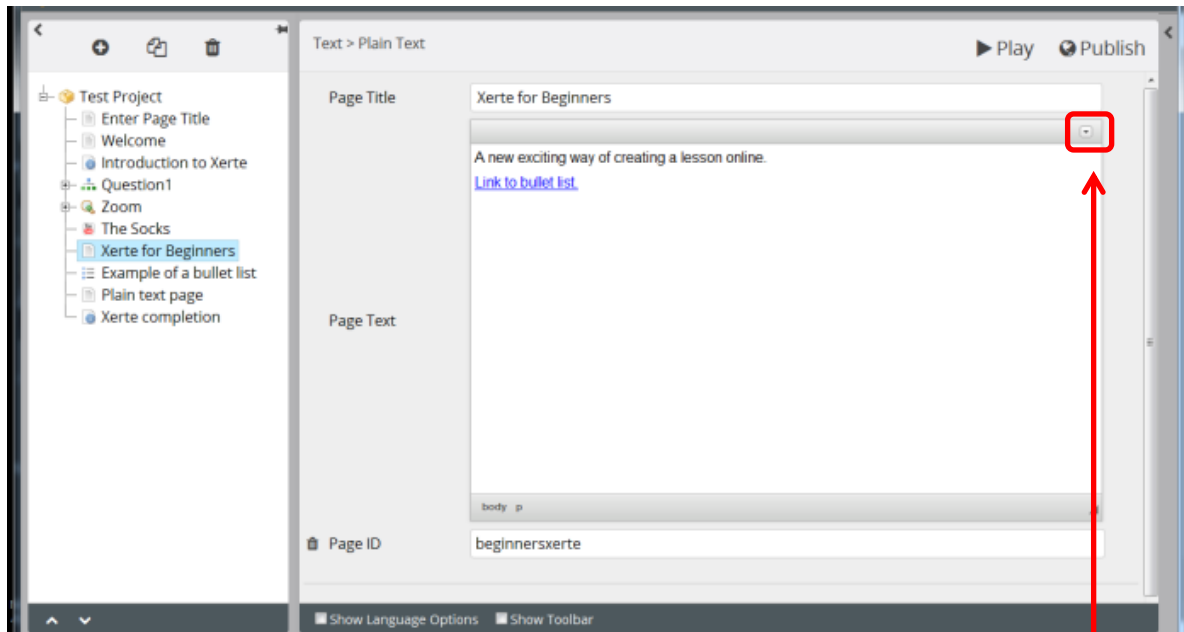 Text > Plain Text
Play
Publish
Test Project
Enter Page Title
Welcome
Introduction to Xerte
Question1
Zoom
The Socks
Xerte for Beginners
Example of a bullet list
Plain text page
Xerte completion
Page Title
Xerte for Beginners
A new exciting way of creating a lesson online.
Link to bullet list.
Page Text
body p
Page ID
beginnersxerte
Show Language Options
Show Toolbar